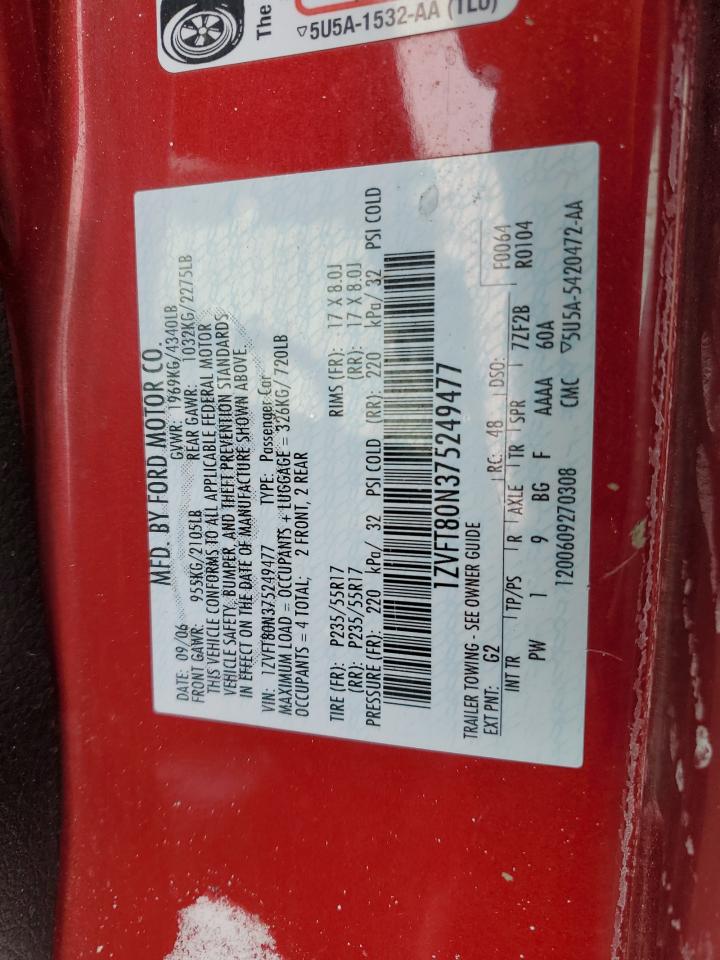 The
▽5U5A-1532-AA (TLU)
MFD. BY FORD MOTOR CO.
DATE: 09/06 GVWR: 1969KG/4340LB
FRONT GAWR: 955KG/2105LB REAR GAWR: 1032KG/2275LB
THIS VEHICLE CONFORMS TO ALL APPLICABLE FEDERAL MOTOR
VEHICLE SAFETY, BUMPER, AND THEFT PREVENTION STANDARDS
IN EFFECT ON THE DATE OF MANUFACTURE SHOWN ABOVE.
VIN: 1ZVFT80N375249477 TYPE: Passenger Car
MAXIMUM LOAD = OCCUPANTS + LUGGAGE = 326KG/ 720LB
OCCUPANTS = 4 TOTAL; 2 FRONT, 2 REAR
TIRE (FR): P235/55R17 RIMS (FR): 17 X 8.0J
(RR): P235/55R17 (RR): 17 X 8.0J
PRESSURE (FR): 220 kPa/ 32 PSI COLD (RR): 220 kPa/ 32 PSI COLD
1ZVFT80N375249477
TRAILER TOWING - SEE OWNER GUIDE F0064
EXT PNT: G2 RC: 48 DSO: R0104
INT TR TP/PS R AXLE TR SPR 7ZF2B
PW 1 9 BG F AAAA 60A
1200609270308 CMC ▽5U5A-5420472-AA